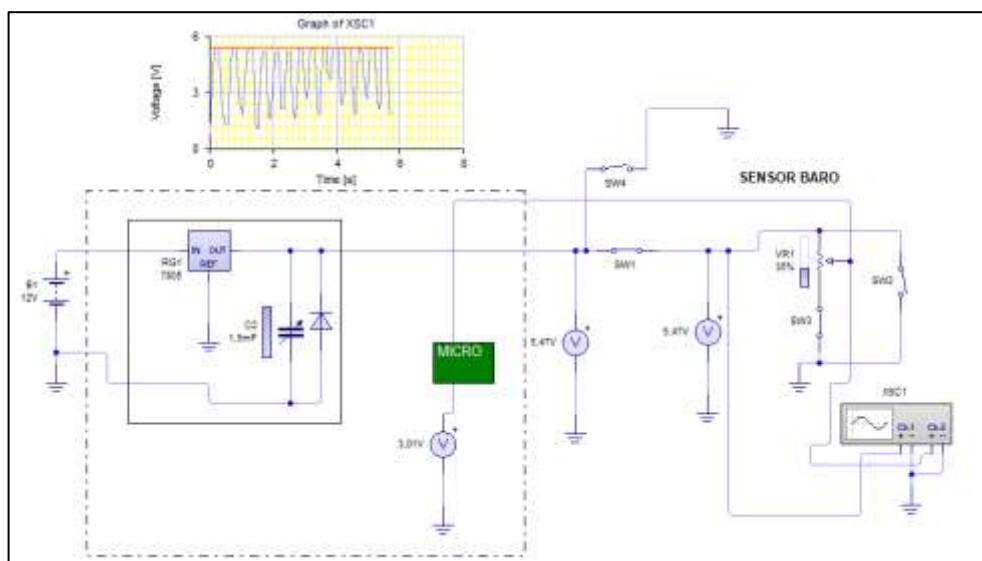 Graph of XSC1
Voltage [V]
6
3
0
0 2 4 6 8
Time [s]
SW4
SENSOR BARO
IN OUT
REF
RG1
7805
SW1
VR1
35%
SW2
B1
12V
C2
1,5mF
SW3
MICRO
5,47V
V
5,47V
V
XSC1
Ch.1 Ch.2
3,01V
V